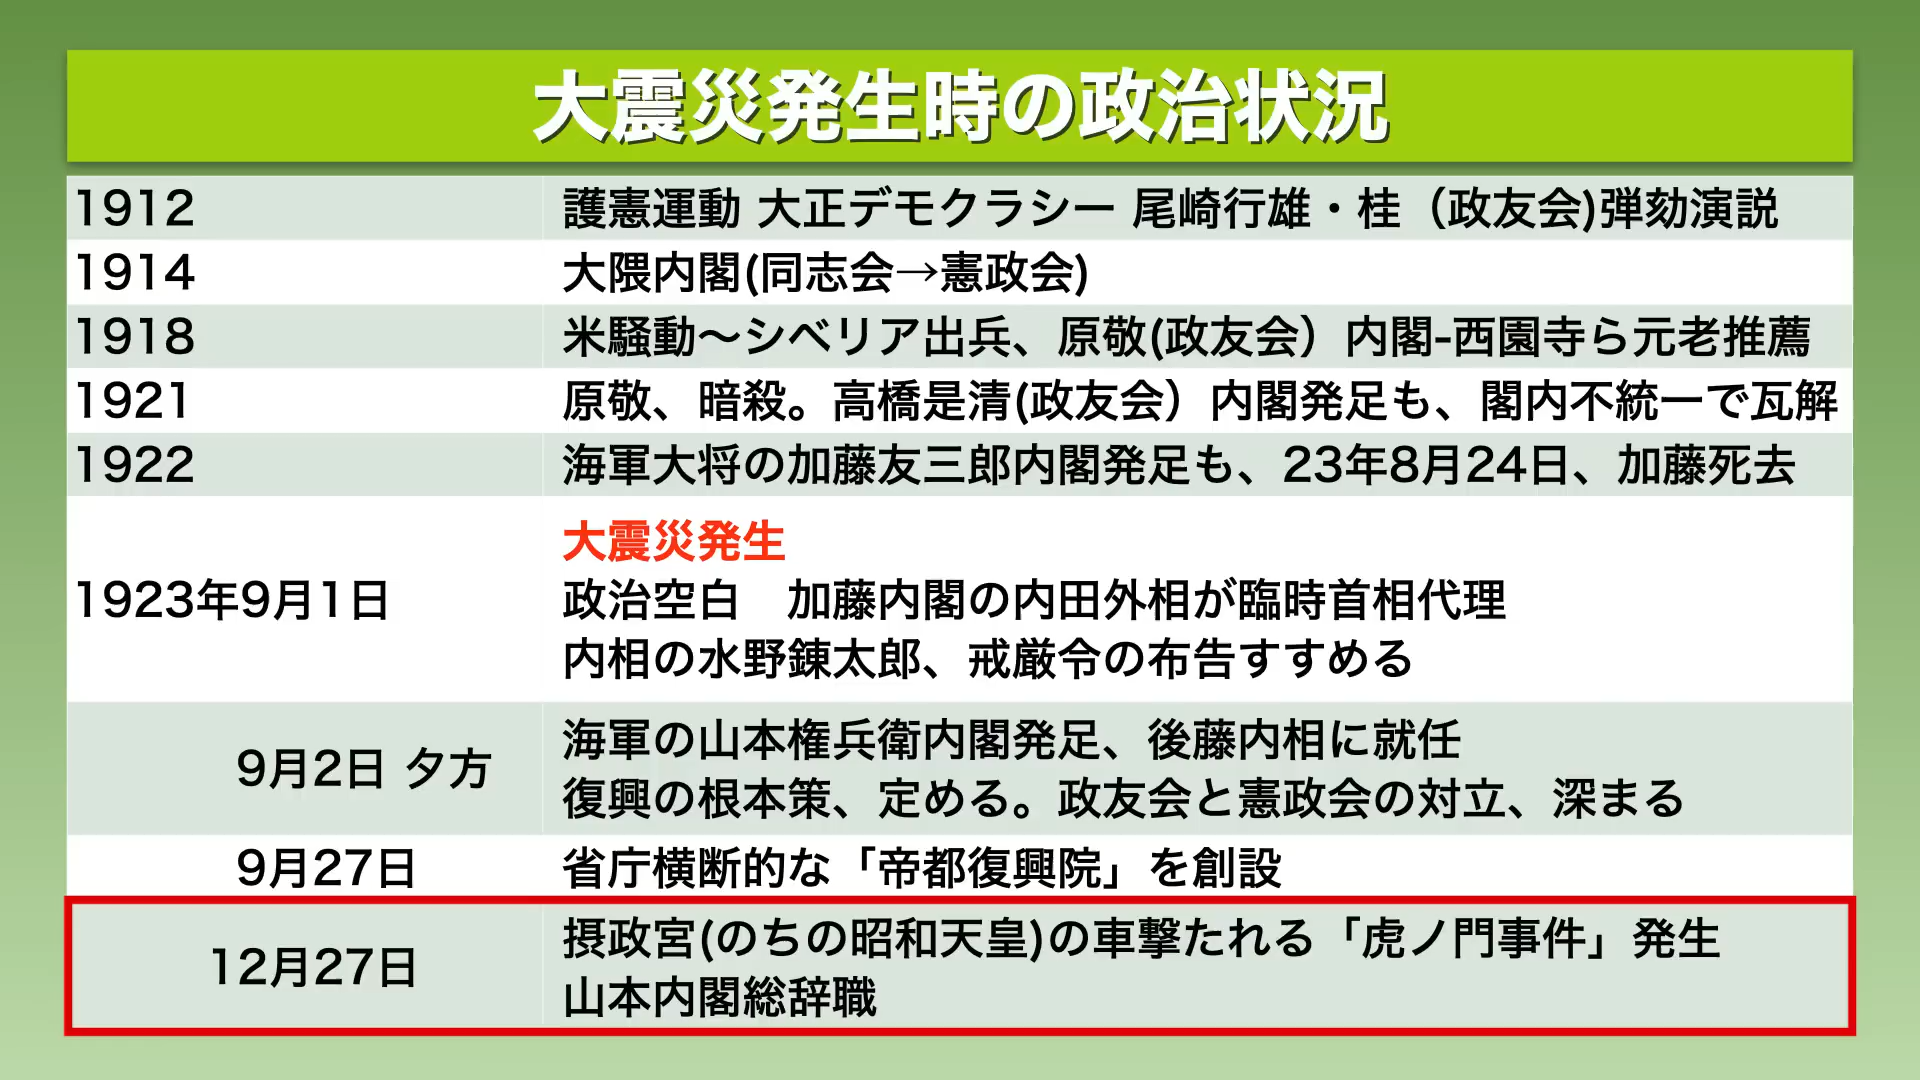 大震災発生時の政治状況
1912 護憲運動 大正デモクラシー 尾崎行雄・桂（政友会)弾劾演説
1914 大隈内閣(同志会→憲政会)
1918 米騒動〜シベリア出兵、原敬(政友会）内閣-西園寺ら元老推薦
1921 原敬、暗殺。高橋是清(政友会）内閣発足も、閣内不統一で瓦解
1922 海軍大将の加藤友三郎内閣発足も、23年8月24日、加藤死去
1923年9月1日
大震災発生
政治空白　加藤内閣の内田外相が臨時首相代理
内相の水野錬太郎、戒厳令の布告すすめる
9月2日 夕方
海軍の山本権兵衛内閣発足、後藤内相に就任
復興の根本策、定める。政友会と憲政会の対立、深まる
9月27日 省庁横断的な「帝都復興院」を創設
12月27日
摂政宮(のちの昭和天皇)の車撃たれる「虎ノ門事件」発生
山本内閣総辞職